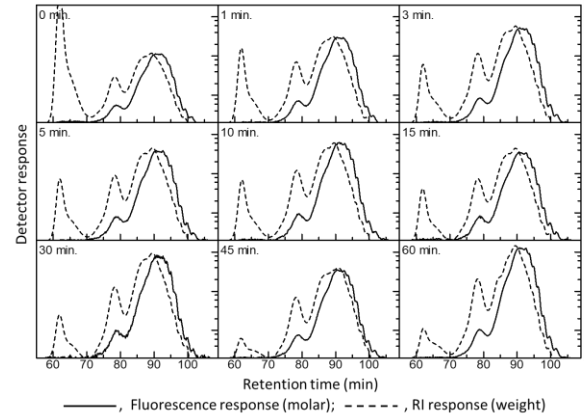 0 min.
1 min.
3 min.
5 min.
10 min.
15 min.
30 min.
45 min.
60 min.
Detector response
60 70 80 90 100 60 70 80 90 100 60 70 80 90 100
Retention time (min)
, Fluorescence response (molar); , RI response (weight)